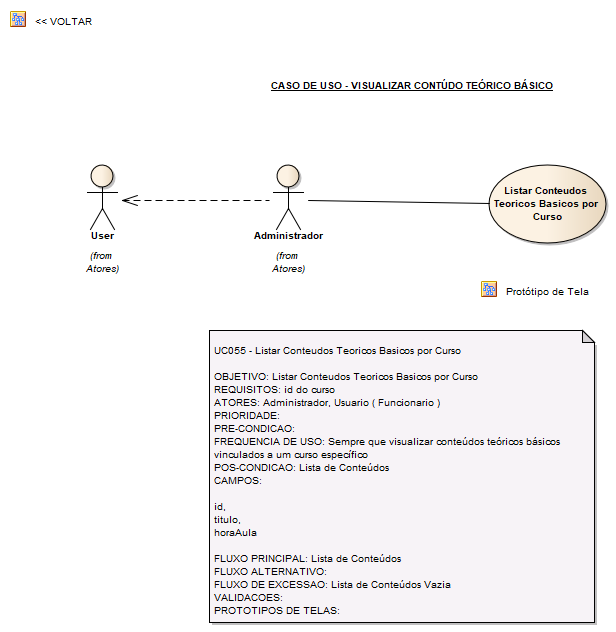 << VOLTAR
CASO DE USO - VISUALIZAR CONTÚDO TEÓRICO BÁSICO
User
(from
Atores)
Administrador
(from
Atores)
Listar Conteudos
Teoricos Basicos por
Curso
Protótipo de Tela
UC055 - Listar Conteudos Teoricos Basicos por Curso
OBJETIVO: Listar Conteudos Teoricos Basicos por Curso
REQUISITOS: id do curso
ATORES: Administrador, Usuario ( Funcionario )
PRIORIDADE:
PRE-CONDICAO:
FREQUENCIA DE USO: Sempre que visualizar conteúdos teóricos básicos
vinculados a um curso específico
POS-CONDICAO: Lista de Conteúdos
CAMPOS:
id,
titulo,
horaAula
FLUXO PRINCIPAL: Lista de Conteúdos
FLUXO ALTERNATIVO:
FLUXO DE EXCESSAO: Lista de Conteúdos Vazia
VALIDACOES:
PROTOTIPOS DE TELAS: